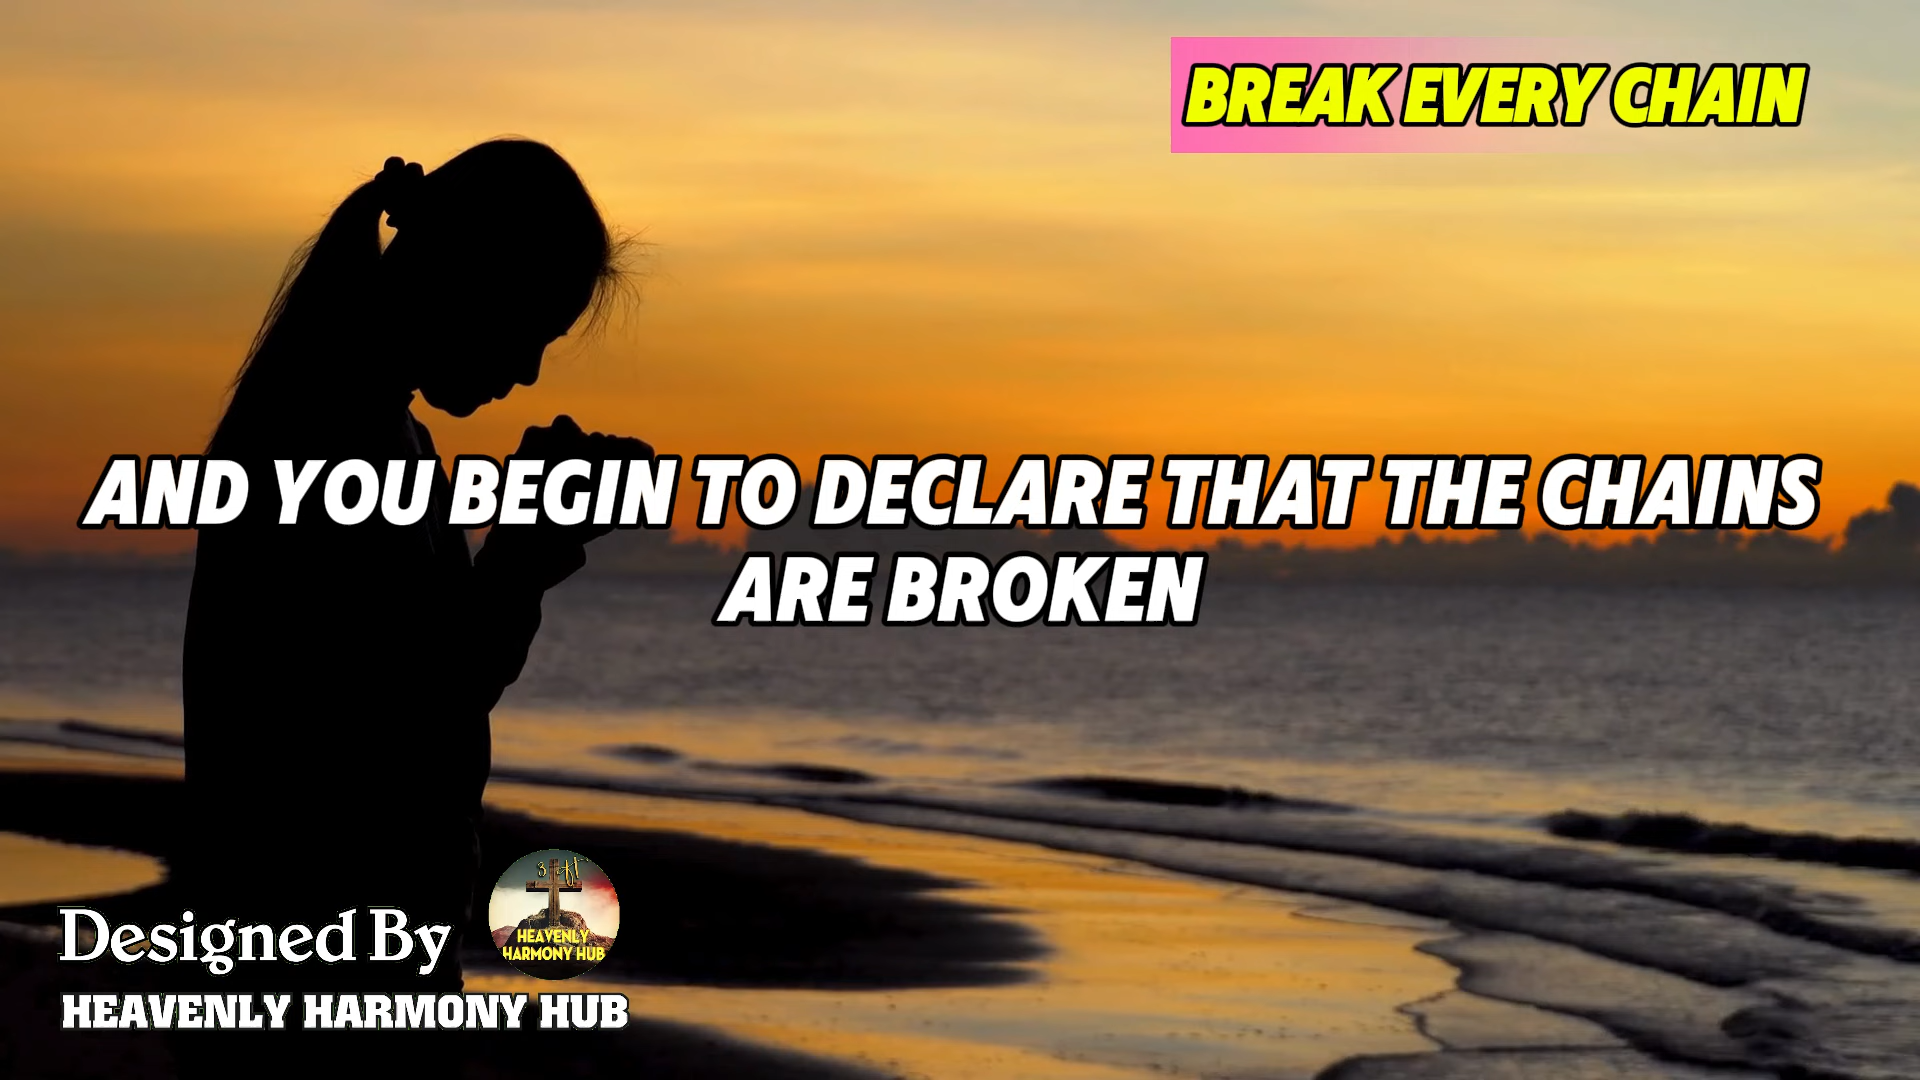 BREAK EVERY CHAIN
AND YOU BEGIN TO DECLARE THAT THE CHAINS
ARE BROKEN
Designed By
HEAVENLY
HARMONY HUB
HEAVENLY HARMONY HUB